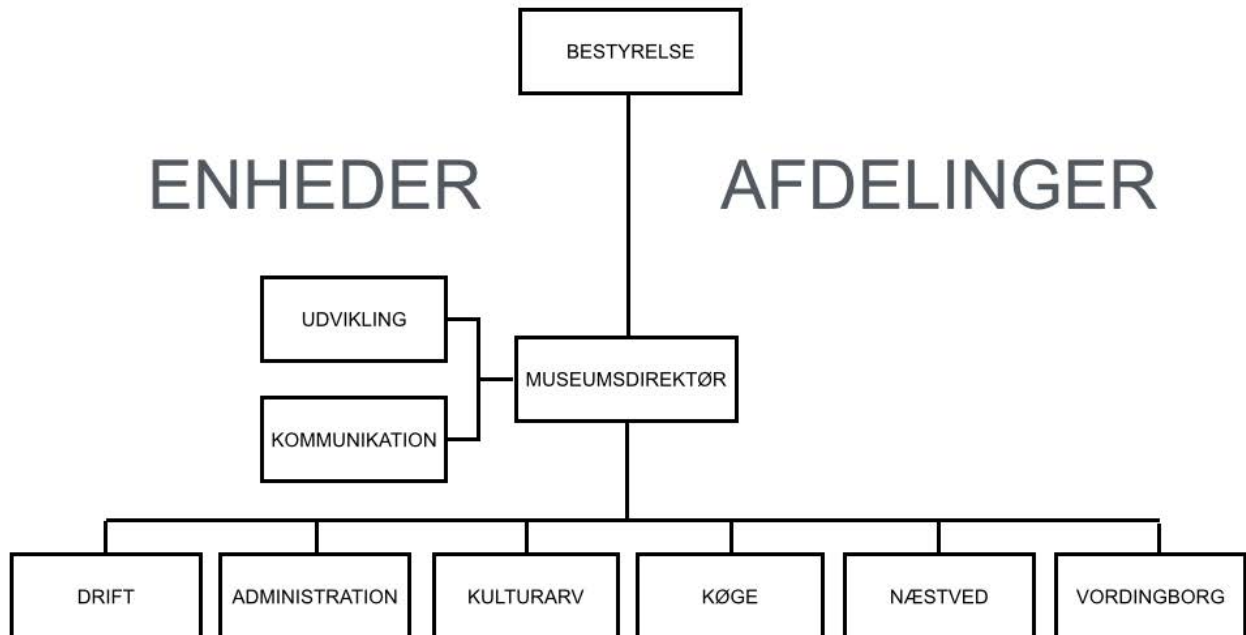 BESTYRELSE
ENHEDER
AFDELINGER
UDVIKLING
MUSEUMSDIREKTØR
KOMMUNIKATION
DRIFT
ADMINISTRATION
KULTURARV
KØGE
NÆSTVED
VORDINGBORG